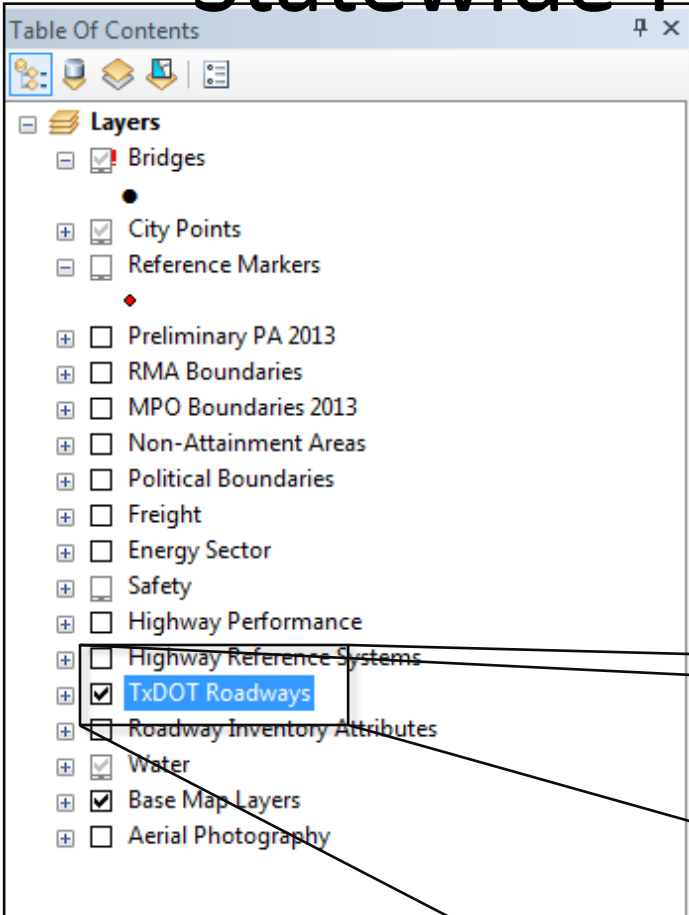 Statewide
Table Of Contents
Layers
Bridges
City Points
Reference Markers
Preliminary PA 2013
RMA Boundaries
MPO Boundaries 2013
Non-Attainment Areas
Political Boundaries
Freight
Energy Sector
Safety
Highway Performance
Highway Reference Systems
TxDOT Roadways
Roadway Inventory Attributes
Water
Base Map Layers
Aerial Photography